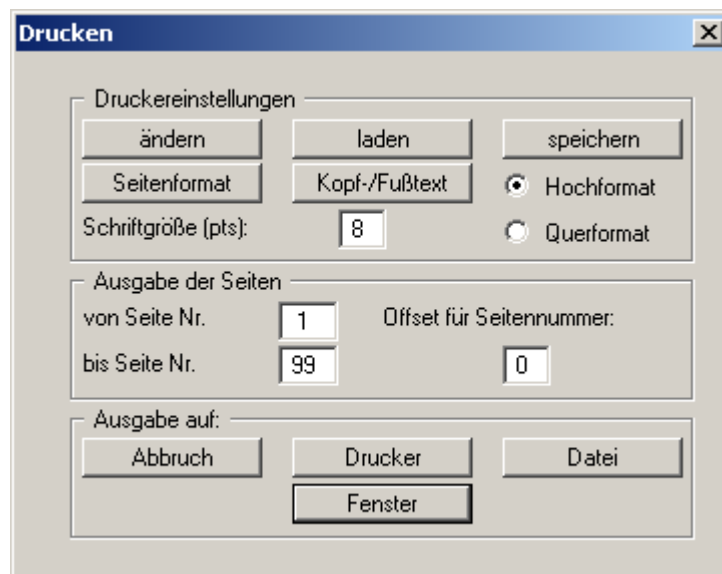 Drucken
Druckereinstellungen
ändern laden speichern
Seitenformat Kopf-/Fußtext Hochformat
Schriftgröße (pts): 8 Querformat
Ausgabe der Seiten
von Seite Nr. 1 Offset für Seitennummer:
bis Seite Nr. 99 0
Ausgabe auf:
Abbruch Drucker Datei
Fenster